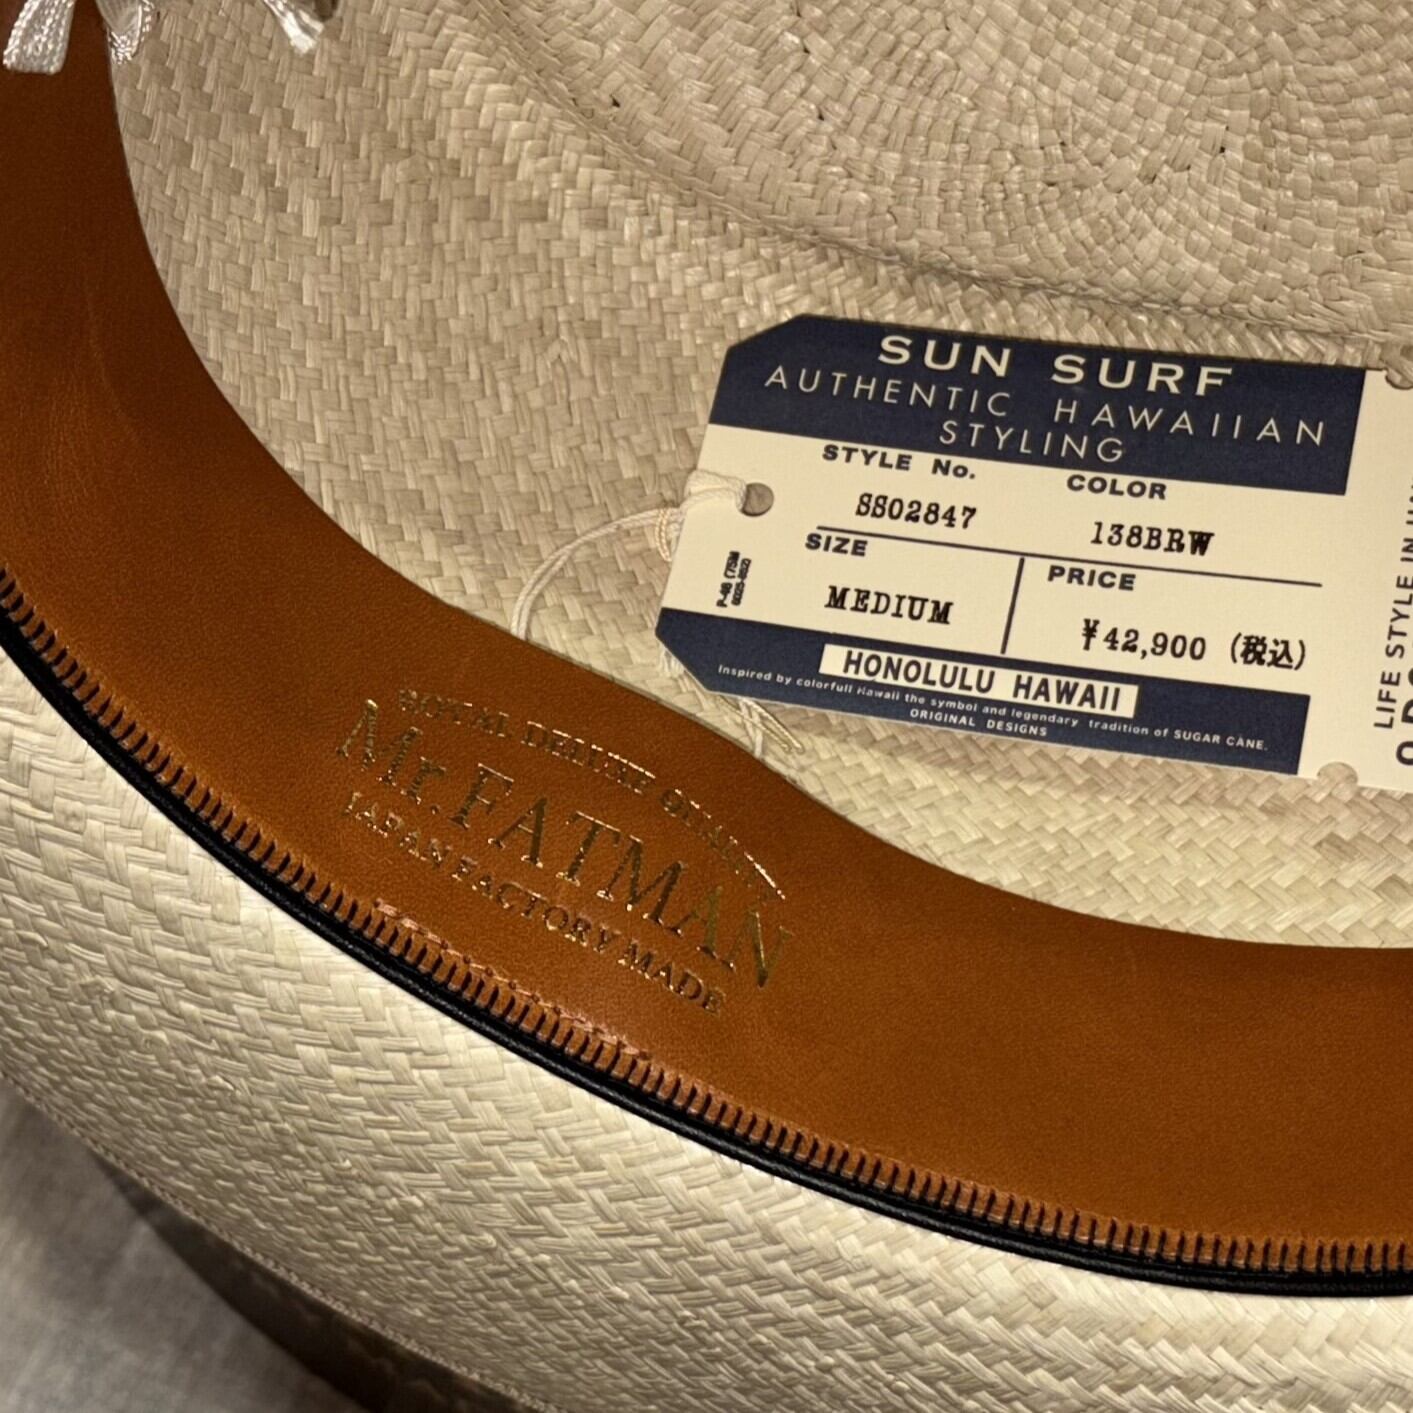 SUN SURF
AUTHENTIC HAWAIIAN
STYLING
STYLE No. COLOR
SS02847 138BRW
SIZE PRICE
MEDIUM ¥42,900 (税込)
HONOLULU HAWAII
Inspired by colorfull Hawaii the symbol and legendary tradition of SUGAR CANE.
ORIGINAL DESIGNS
LIFE STYLE IN
ROYAL DELUXE QUALITY
Mr.FATMAN
JAPAN FACTORY MADE